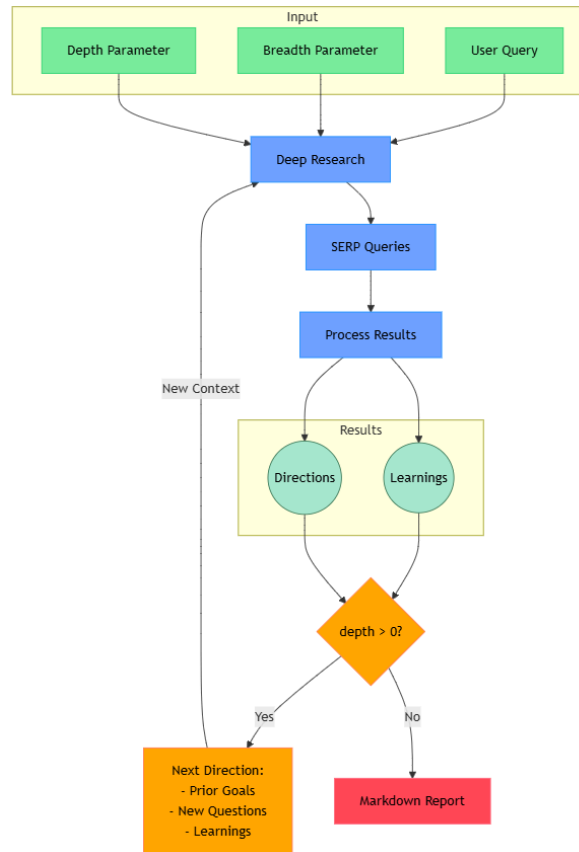 Input
Depth Parameter
Breadth Parameter
User Query
Deep Research
SERP Queries
Process Results
New Context
Results
Directions
Learnings
depth > 0?
Yes
No
Next Direction:
- Prior Goals
- New Questions
- Learnings
Markdown Report